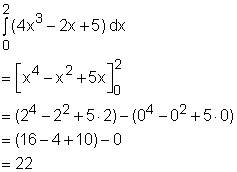 ∫₀² (4x³ − 2x + 5) dx
= [x⁴ − x² + 5x]₀²
= (2⁴ − 2² + 5·2) − (0⁴ − 0² + 5·0)
= (16 − 4 + 10) − 0
= 22